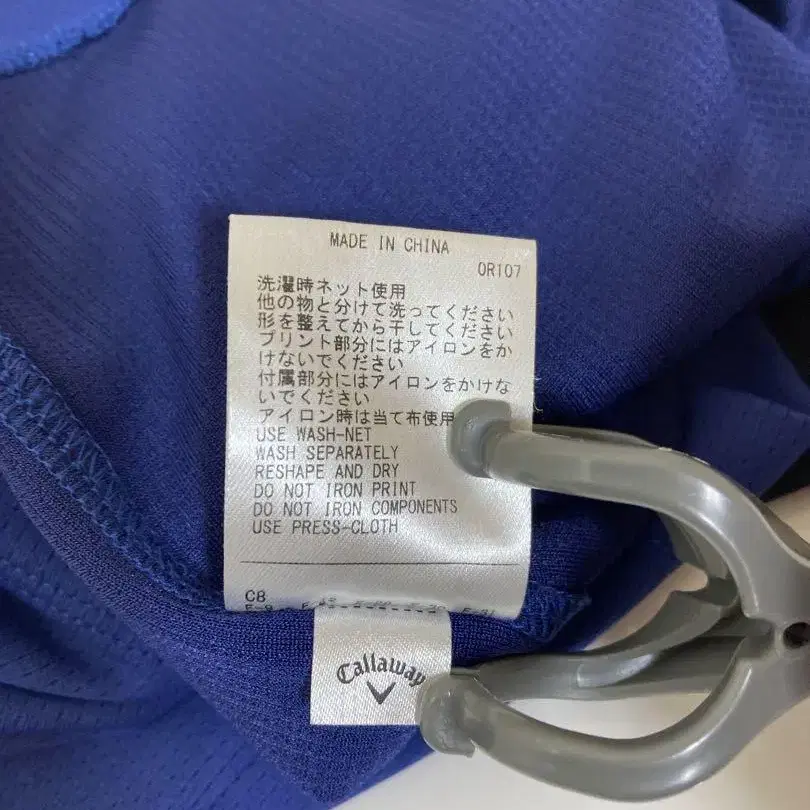 MADE IN CHINA
OR107
洗濯時ネット使用
他の物と分けて洗ってください
形を整えてから干してください
プリント部分にはアイロンをか
けないでください
付属部分にはアイロンをかけな
いでください
アイロン時は当て布使用
USE WASH-NET
WASH SEPARATELY
RESHAPE AND DRY
DO NOT IRON PRINT
DO NOT IRON COMPONENTS
USE PRESS-CLOTH
C8
Callaway